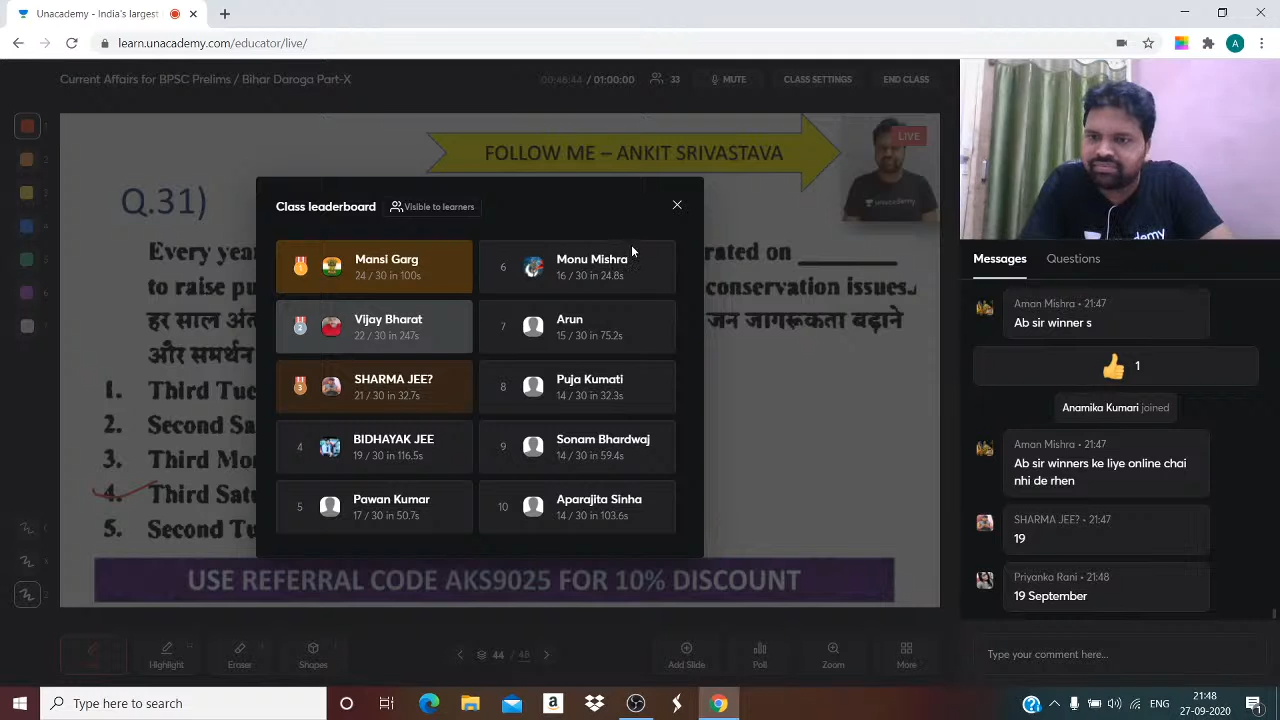 Unacademy - India's largest
learn.unacademy.com/educator/live/
A
Current Affairs for BPSC Prelims / Bihar Daroga Part-X
00:46:44 / 01:00:00
33
MUTE
CLASS SETTINGS
END CLASS
FOLLOW ME – ANKIT SRIVASTAVA
LIVE
unacademy
Q.31)
Every yea
rated on
to raise pu
conservation issues.
हर साल अंत
जन जागरूकता बढ़ाने
और समर्थन
1. Third Tue
2. Second Sa
3. Third Mon
4. Third Satu
5. Second Tu
Class leaderboard
Visible to learners
Mansi Garg
24 / 30 in 100s
Vijay Bharat
22 / 30 in 247s
SHARMA JEE?
21 / 30 in 32.7s
4 BIDHAYAK JEE
19 / 30 in 116.5s
5 Pawan Kumar
17 / 30 in 50.7s
6 Monu Mishra
16 / 30 in 24.8s
7 Arun
15 / 30 in 75.2s
8 Puja Kumati
14 / 30 in 32.3s
9 Sonam Bhardwaj
14 / 30 in 59.4s
10 Aparajita Sinha
14 / 30 in 103.6s
USE REFERRAL CODE AKS9025 FOR 10% DISCOUNT
Highlight
Eraser
Shapes
44 / 48
Add Slide
Poll
Zoom
More
Messages
Questions
Aman Mishra • 21:47
Ab sir winner s
1
Anamika Kumari joined
Aman Mishra • 21:47
Ab sir winners ke liye online chai
nhi de rhen
SHARMA JEE? • 21:47
19
Priyanka Rani • 21:48
19 September
Type your comment here...
Type here to search
ENG
21:48
27-09-2020